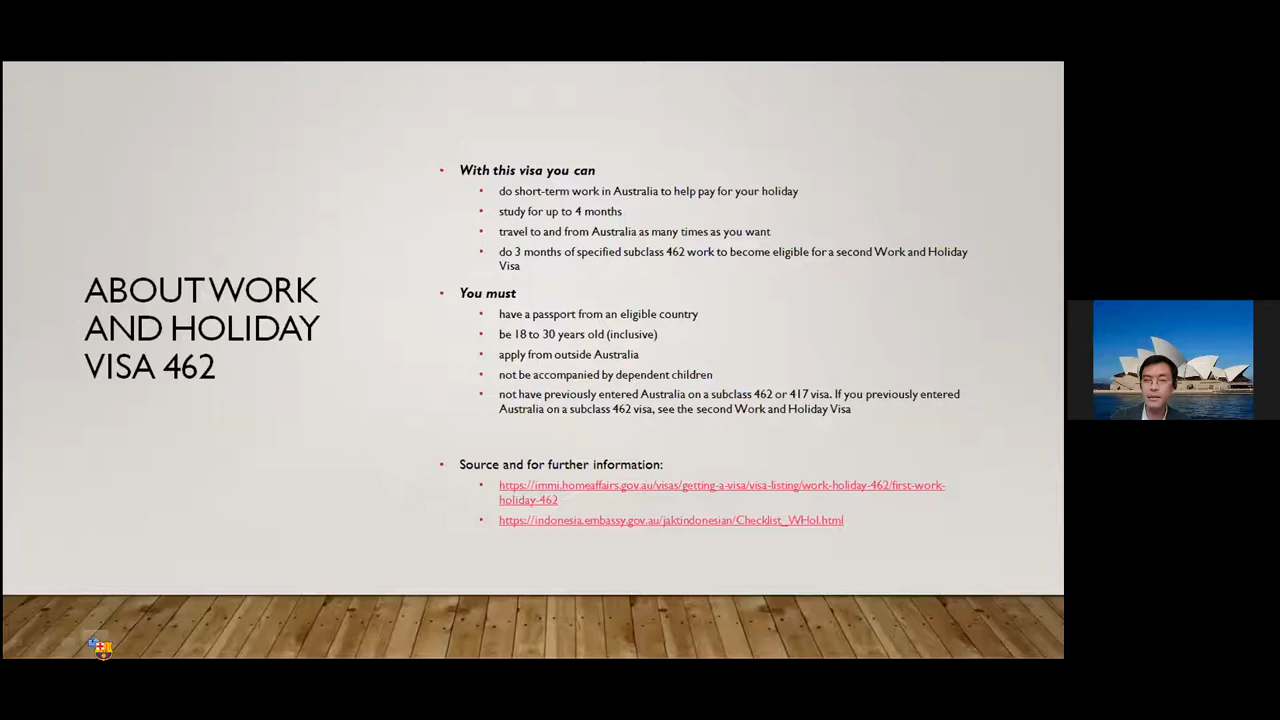 ABOUT WORK
AND HOLIDAY
VISA 462
With this visa you can
do short-term work in Australia to help pay for your holiday
study for up to 4 months
travel to and from Australia as many times as you want
do 3 months of specified subclass 462 work to become eligible for a second Work and Holiday
Visa
You must
have a passport from an eligible country
be 18 to 30 years old (inclusive)
apply from outside Australia
not be accompanied by dependent children
not have previously entered Australia on a subclass 462 or 417 visa. If you previously entered
Australia on a subclass 462 visa, see the second Work and Holiday Visa
Source and for further information:
https://immi.homeaffairs.gov.au/visas/getting-a-visa/visa-listing/work-holiday-462/first-work-
holiday-462
https://indonesia.embassy.gov.au/jaktindonesian/Checklist_WHol.html